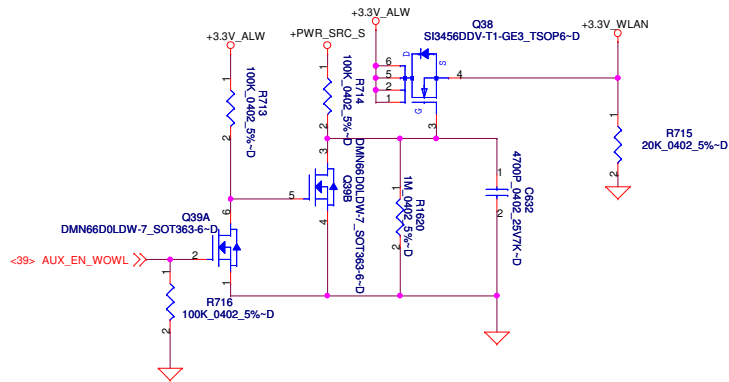 +3.3V_ALW
Q38
SI3456DDV-T1-GE3_TSOP6~D
+3.3V_WLAN
+3.3V_ALW
+PWR_SRC_S
D
S
G
6
5
2
1
4
3
1
2
R713
100K_0402_5%~D
1
2
R714
100K_0402_5%~D
1
2
R715
20K_0402_5%~D
3
5
4
Q39B
DMN66D0LDW-7_SOT363-6~D
1
2
R1620
1M_0402_5%~D
1
2
C632
4700P_0402_25V7K~D
Q39A
DMN66D0LDW-7_SOT363-6~D
6
2
1
<39> AUX_EN_WOWL
1
2
R716
100K_0402_5%~D